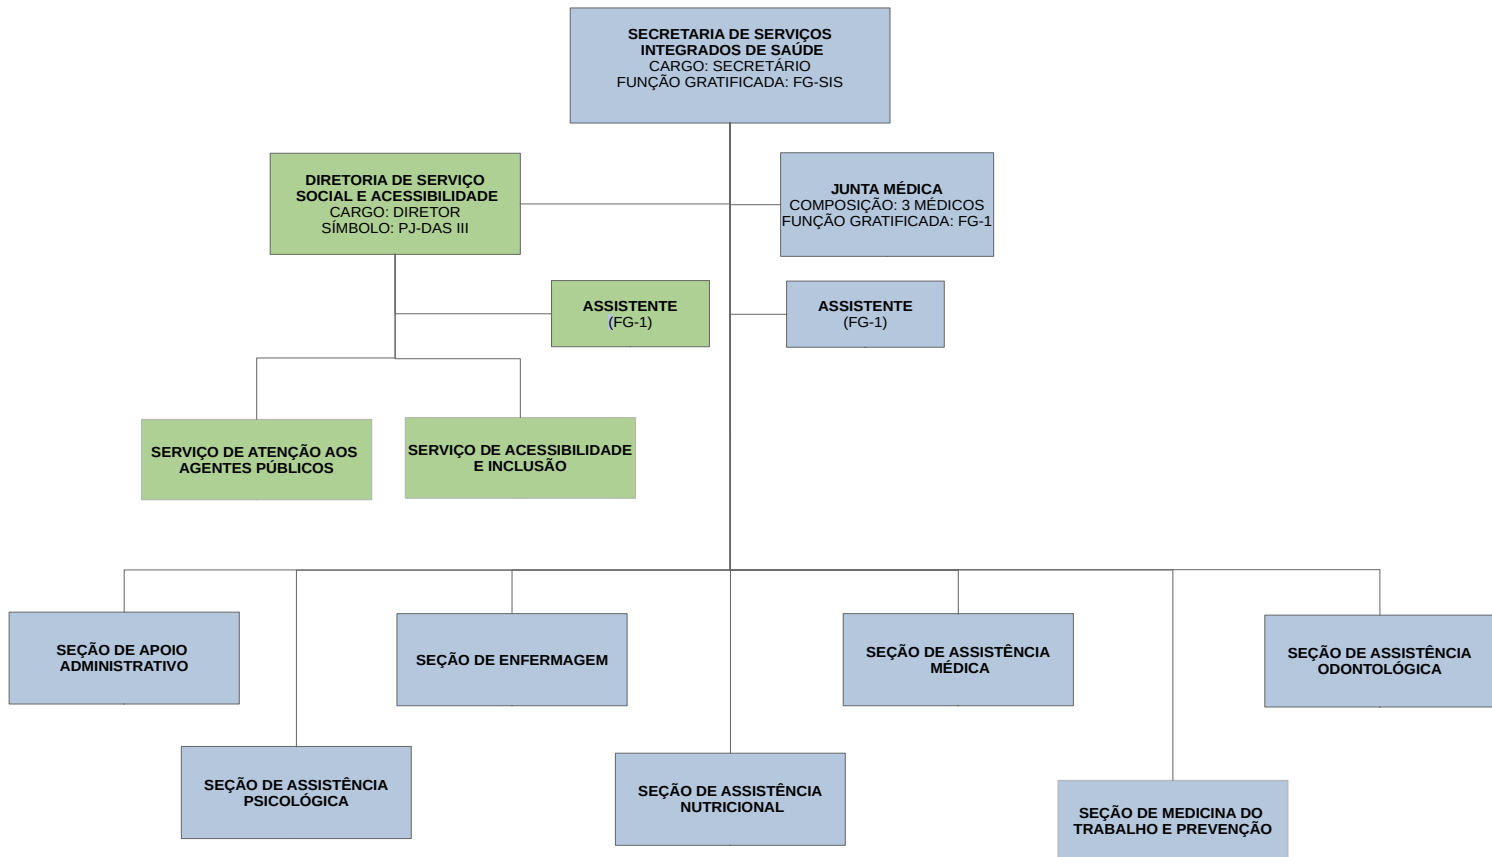 SECRETARIA DE SERVIÇOS
INTEGRADOS DE SAÚDE
CARGO: SECRETÁRIO
FUNÇÃO GRATIFICADA: FG-SIS
DIRETORIA DE SERVIÇO
SOCIAL E ACESSIBILIDADE
CARGO: DIRETOR
SÍMBOLO: PJ-DAS III
JUNTA MÉDICA
COMPOSIÇÃO: 3 MÉDICOS
FUNÇÃO GRATIFICADA: FG-1
ASSISTENTE
(FG-1)
ASSISTENTE
(FG-1)
SERVIÇO DE ATENÇÃO AOS
AGENTES PÚBLICOS
SERVIÇO DE ACESSIBILIDADE
E INCLUSÃO
SEÇÃO DE APOIO
ADMINISTRATIVO
SEÇÃO DE ENFERMAGEM
SEÇÃO DE ASSISTÊNCIA
MÉDICA
SEÇÃO DE ASSISTÊNCIA
ODONTOLÓGICA
SEÇÃO DE ASSISTÊNCIA
PSICOLÓGICA
SEÇÃO DE ASSISTÊNCIA
NUTRICIONAL
SEÇÃO DE MEDICINA DO
TRABALHO E PREVENÇÃO